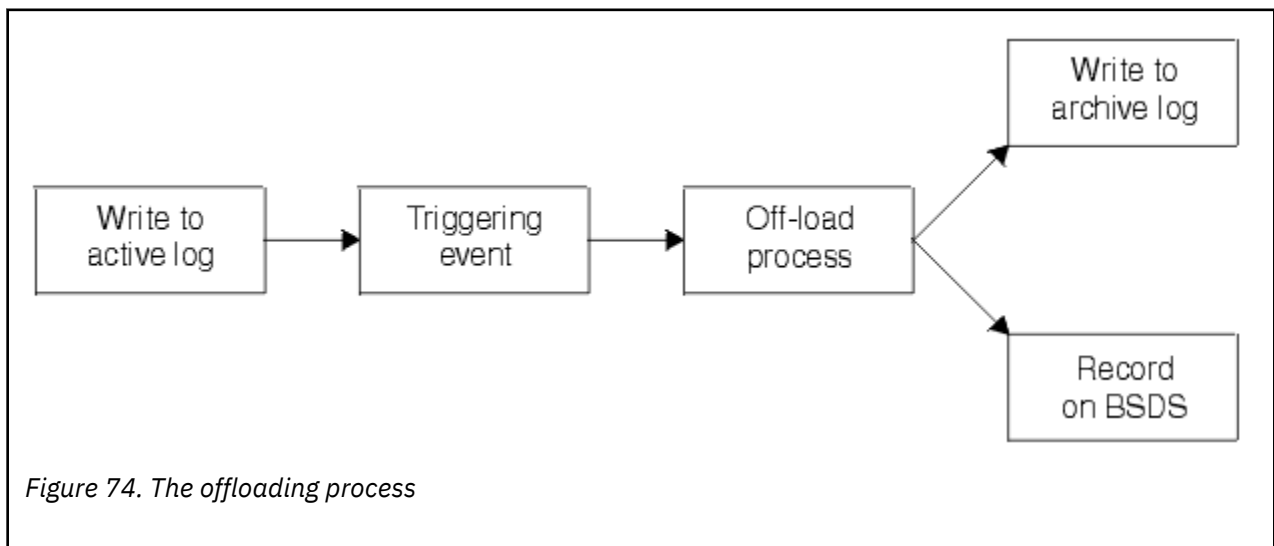 Write to
archive log
Write to
active log
Triggering
event
Off-load
process
Record
on BSDS
Figure 74. The offloading process